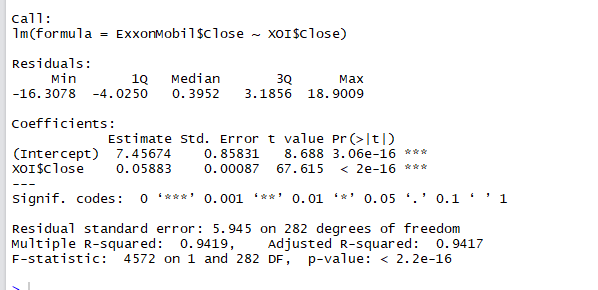 Call:
lm(formula = ExxonMobil$Close ~ XOI$Close)
Residuals:
     Min       1Q   Median       3Q      Max
-16.3078  -4.0250   0.3952   3.1856  18.9009
Coefficients:
            Estimate Std. Error t value Pr(>|t|)
(Intercept)  7.45674    0.85831   8.688 3.06e-16 ***
XOI$Close    0.05883    0.00087  67.615  < 2e-16 ***
---
Signif. codes:  0 ‘***’ 0.001 ‘**’ 0.01 ‘*’ 0.05 ‘.’ 0.1 ‘ ’ 1
Residual standard error: 5.945 on 282 degrees of freedom
Multiple R-squared:  0.9419,    Adjusted R-squared:  0.9417
F-statistic:  4572 on 1 and 282 DF,  p-value: < 2.2e-16
>